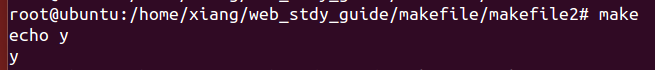 root@ubuntu:/home/xiang/web_stdy_guide/makefile/makefile2# make
echo y
y